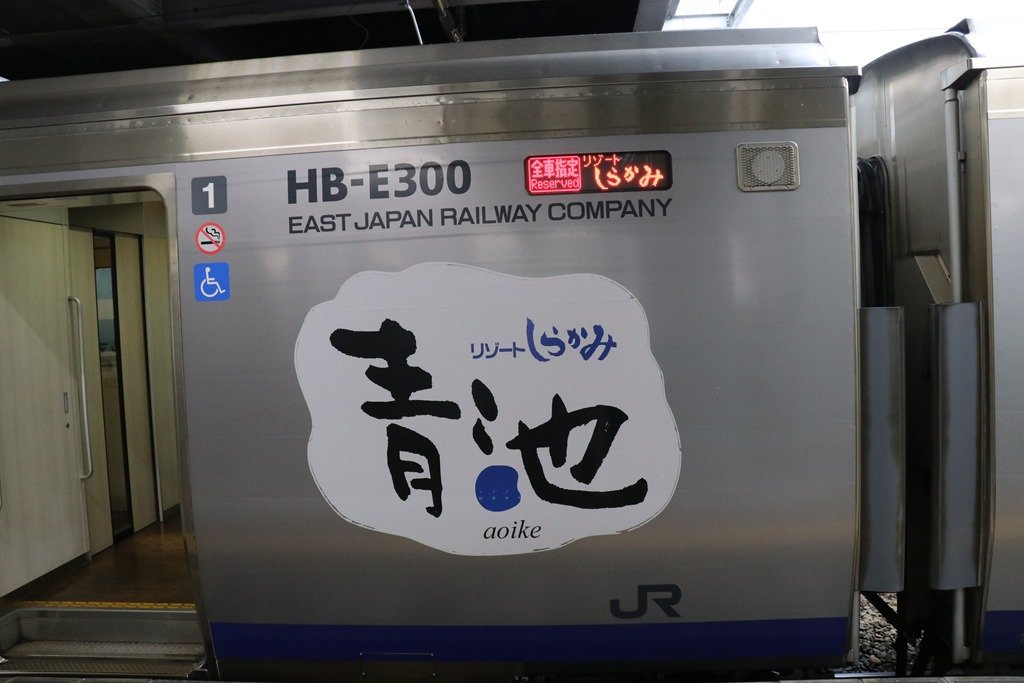 1
HB-E300
EAST JAPAN RAILWAY COMPANY
全車指定
Reserved
リゾート
しらかみ
リゾートしらかみ
青池
aoike
JR